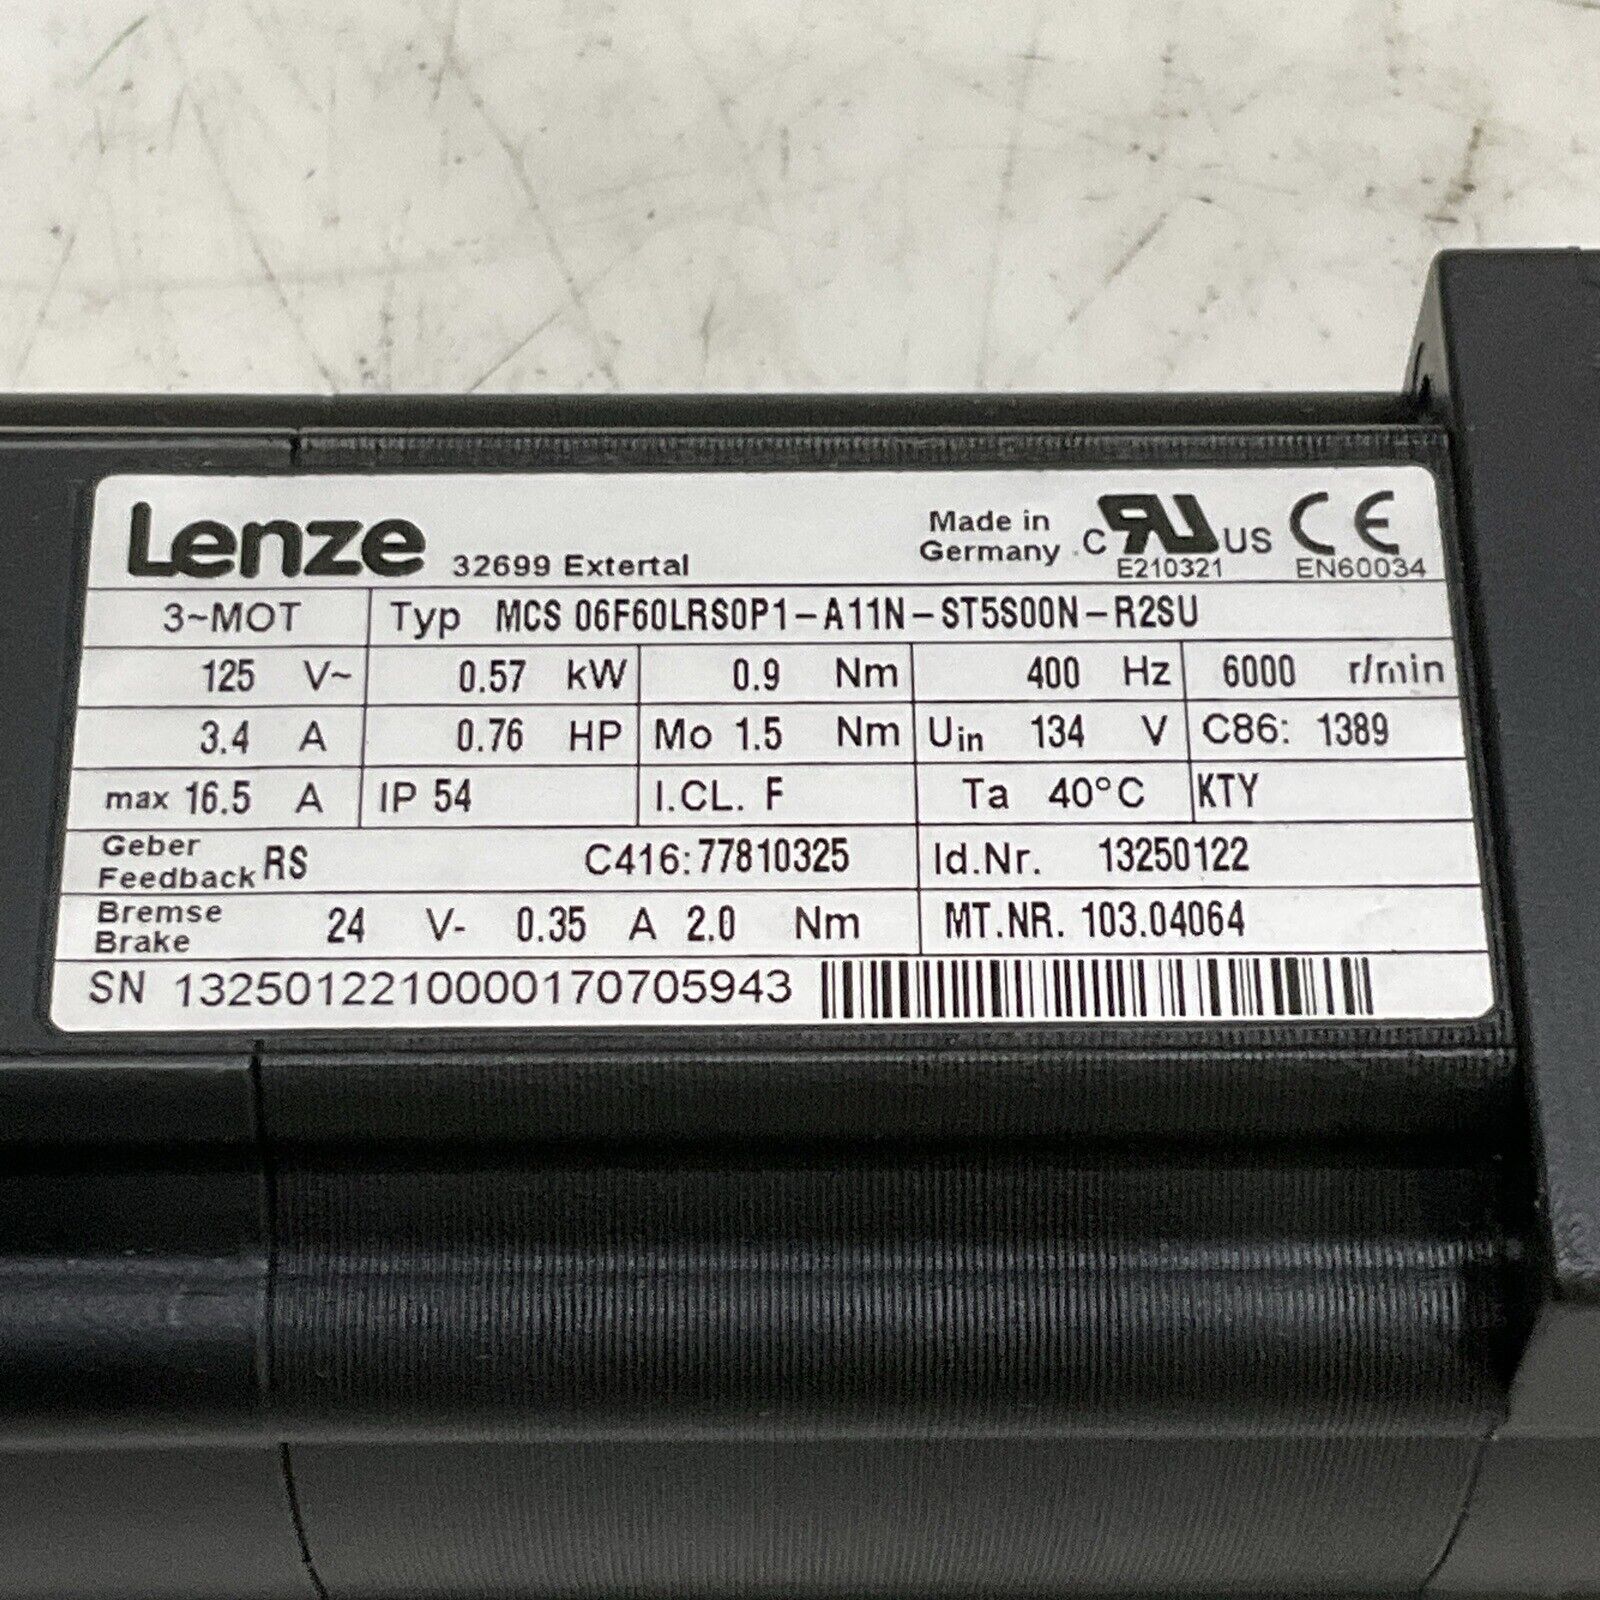 Lenze 32699 Extertal Made in Germany c RU US E210321 CE EN60034
3~MOT Typ MCS 06F60LRS0P1-A11N-ST5S00N-R2SU
125 V~ 0.57 kW 0.9 Nm 400 Hz 6000 r/min
3.4 A 0.76 HP Mo 1.5 Nm Uin 134 V C86: 1389
max 16.5 A IP 54 I.CL. F Ta 40°C KTY
Geber
Feedback RS C416:77810325 Id.Nr. 13250122
Bremse
Brake 24 V- 0.35 A 2.0 Nm MT.NR. 103.04064
SN 1325012210000170705943